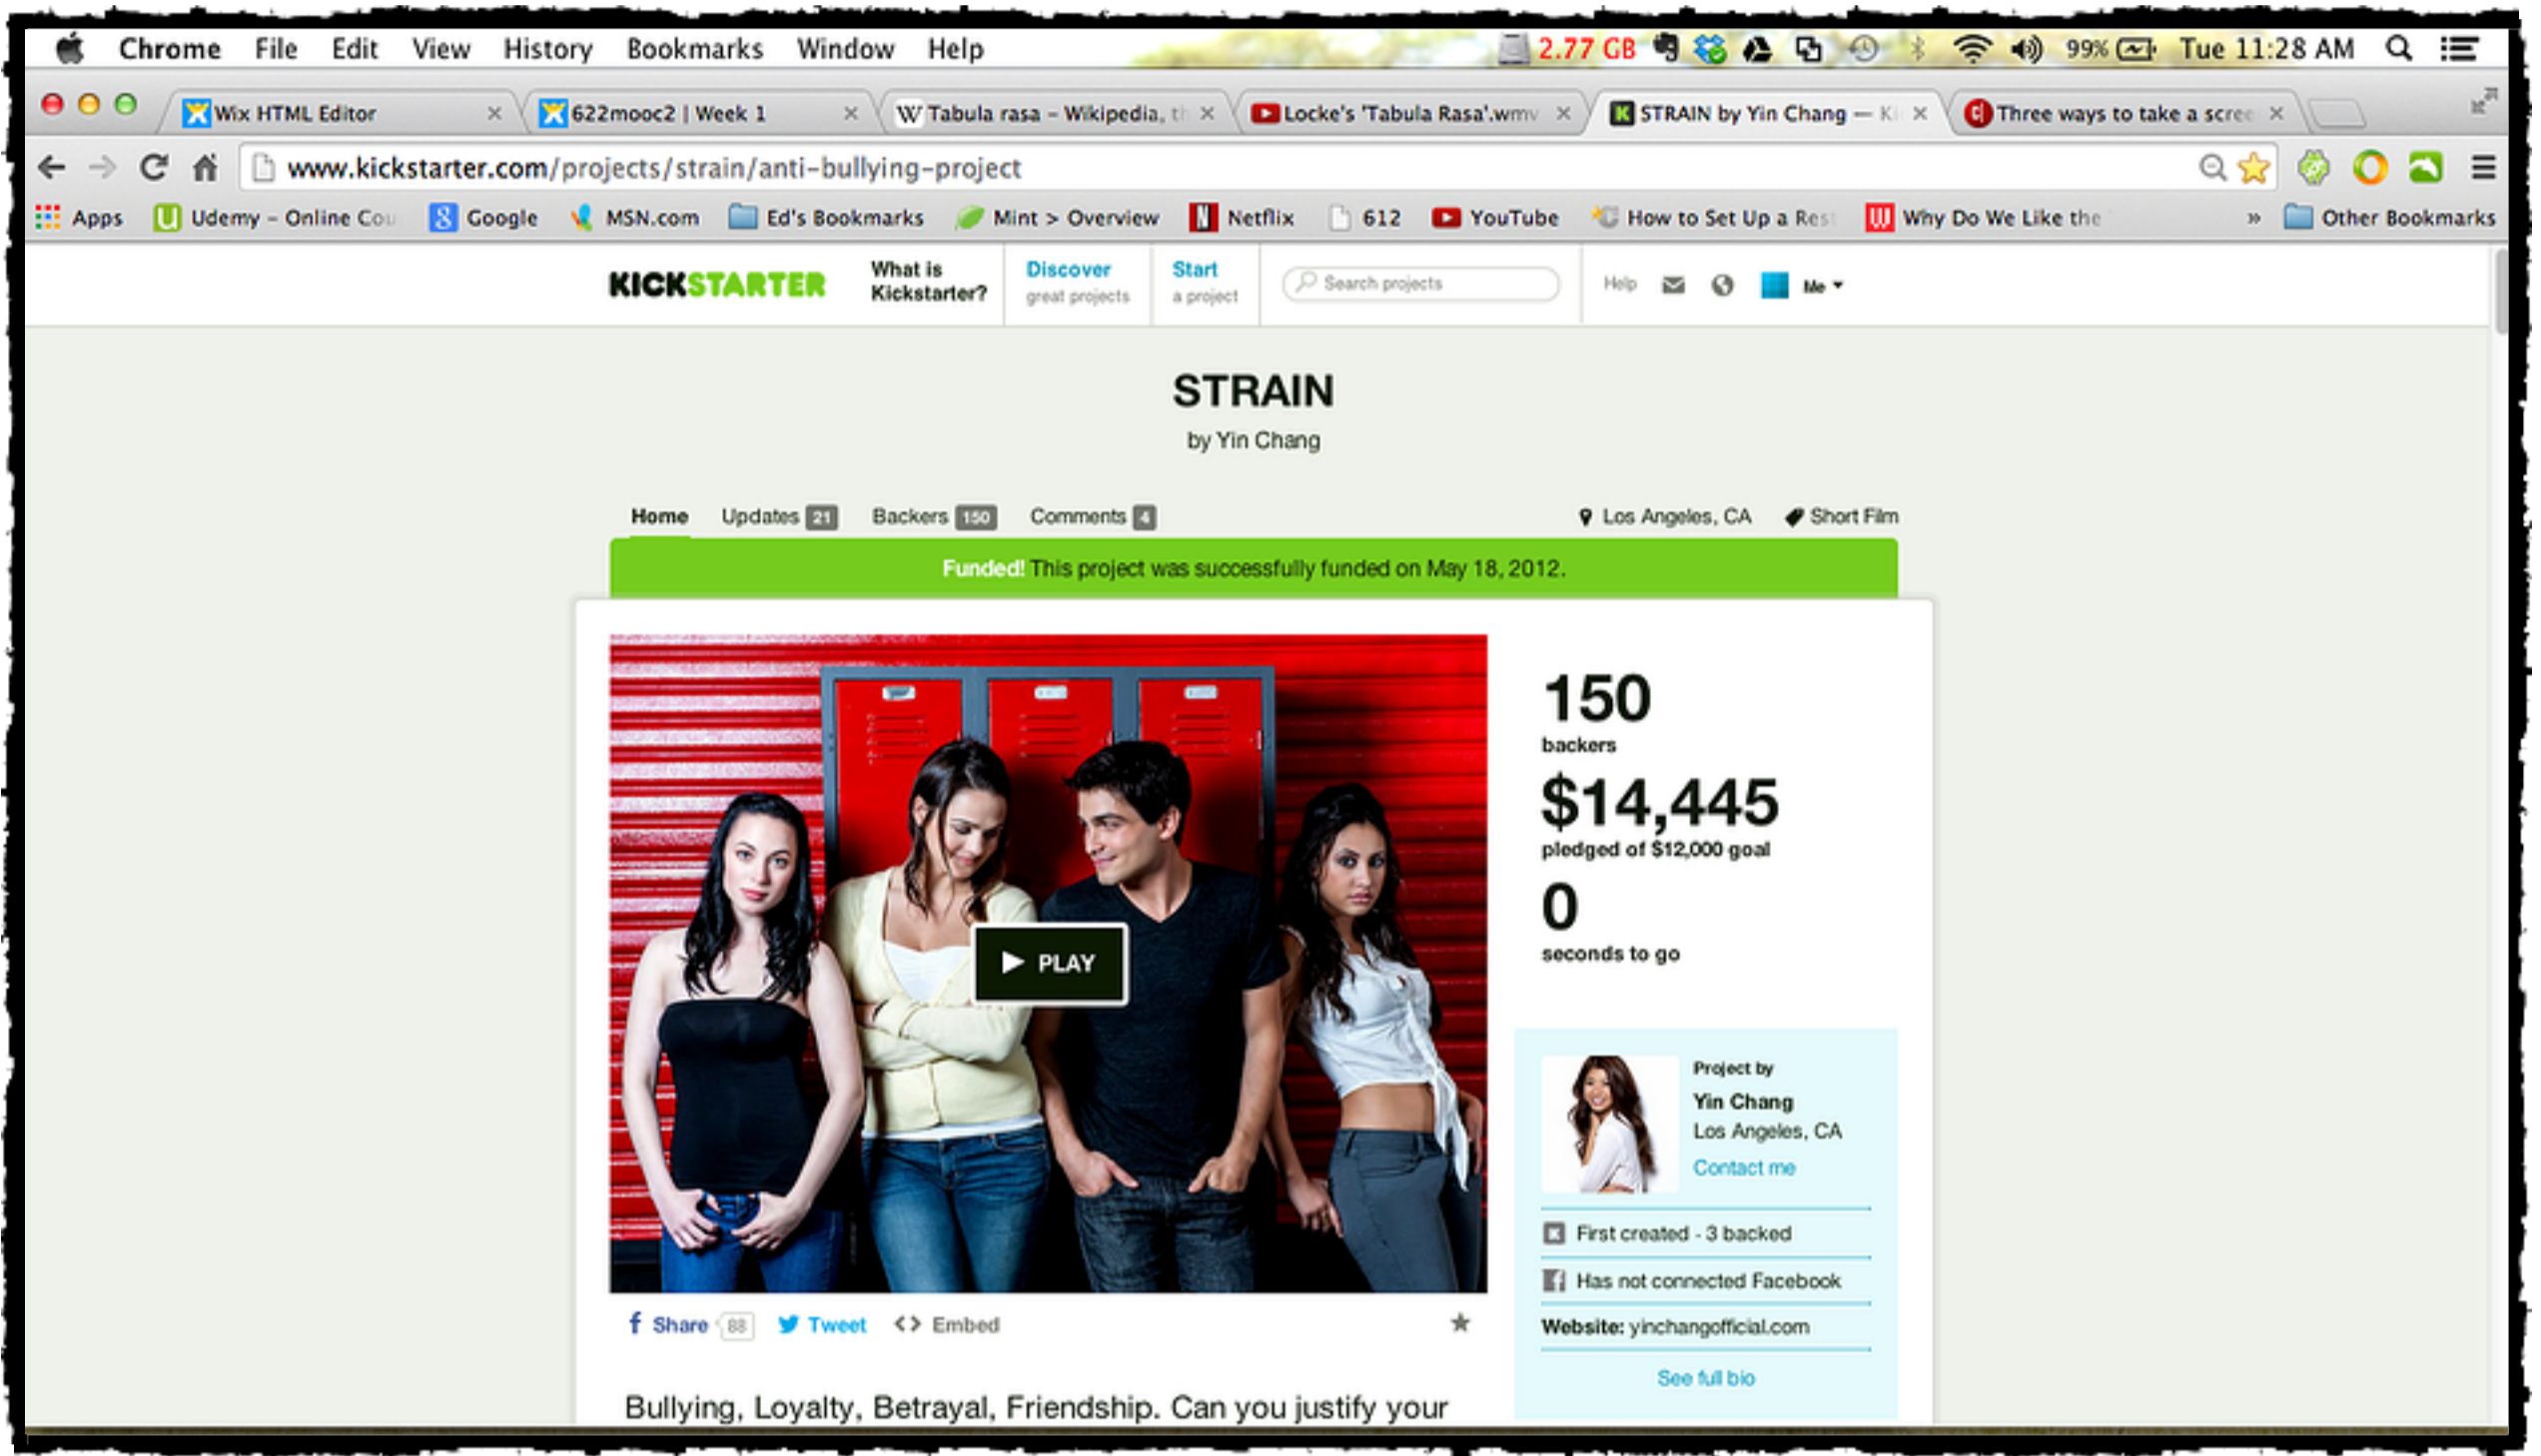 Chrome File Edit View History Bookmarks Window Help 2.77 GB 99% Tue 11:28 AM
Wix HTML Editor 622mooc2 | Week 1 W Tabula rasa – Wikipedia, th Locke's 'Tabula Rasa'.wmv STRAIN by Yin Chang — Ki Three ways to take a scree
www.kickstarter.com/projects/strain/anti-bullying-project
Apps Udemy – Online Cou Google MSN.com Ed's Bookmarks Mint > Overview Netflix 612 YouTube How to Set Up a Res Why Do We Like the » Other Bookmarks
KICKSTARTER What is Kickstarter? Discover great projects Start a project Search projects Help Me
STRAIN
by Yin Chang
Home Updates 21 Backers 150 Comments 4 Los Angeles, CA Short Film
Funded! This project was successfully funded on May 18, 2012.
150
backers
$14,445
pledged of $12,000 goal
0
seconds to go
PLAY
Project by
Yin Chang
Los Angeles, CA
Contact me
First created - 3 backed
Has not connected Facebook
Website: yinchangofficial.com
See full bio
Share 88 Tweet <> Embed
Bullying, Loyalty, Betrayal, Friendship. Can you justify your